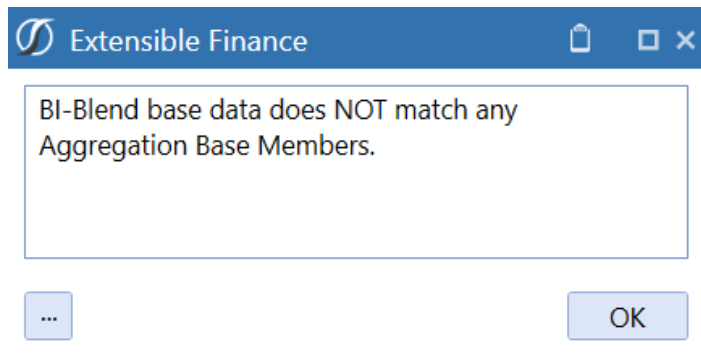 Extensible Finance
BI-Blend base data does NOT match any
Aggregation Base Members.
...
OK